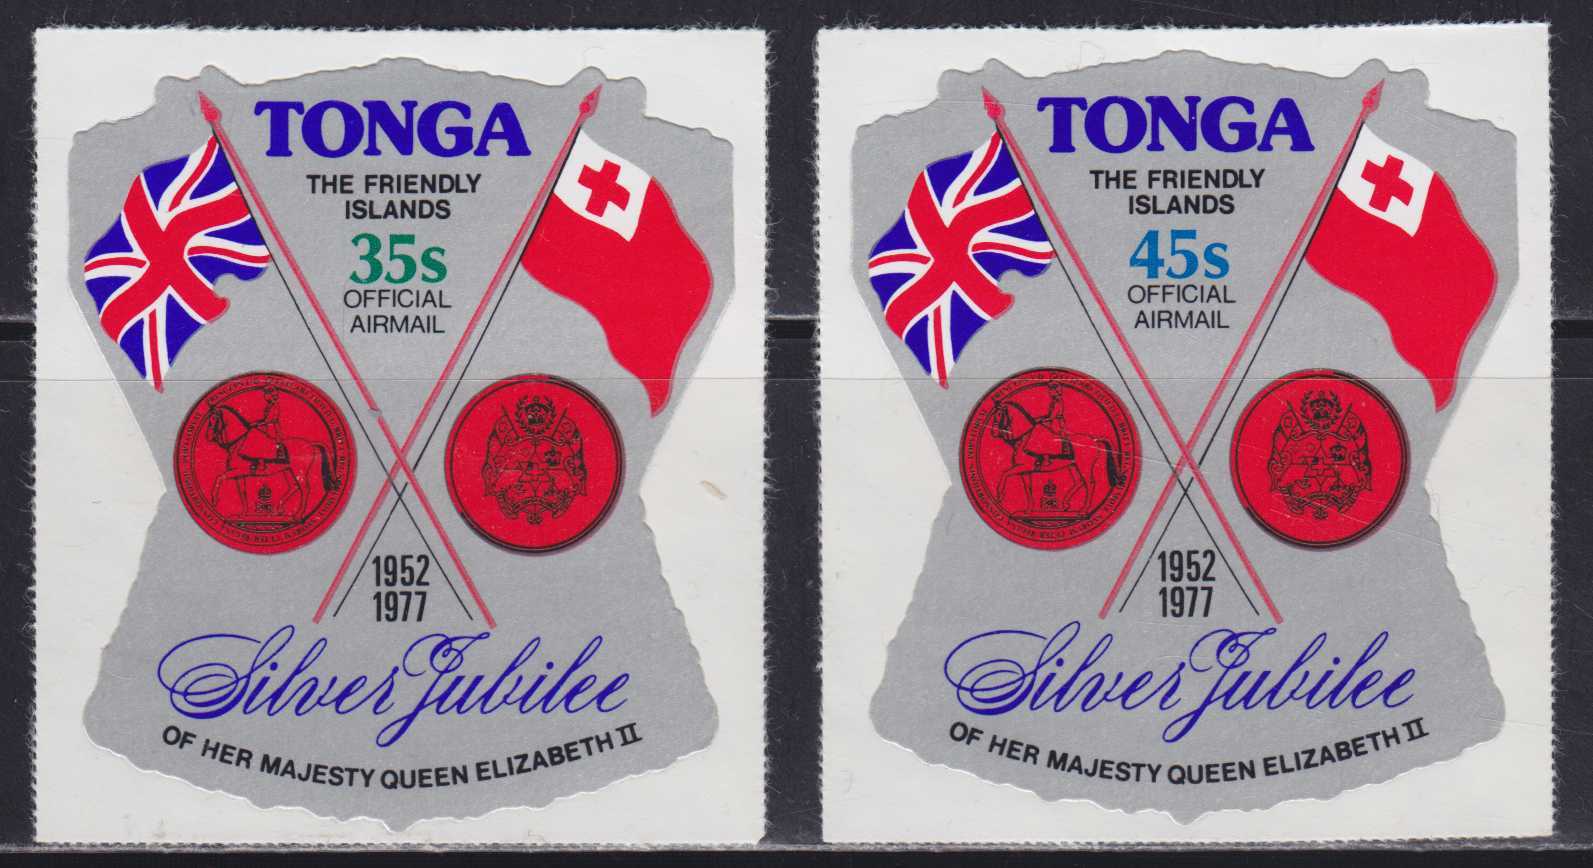 TONGA
THE FRIENDLY
ISLANDS
35s
OFFICIAL
AIRMAIL
1952
1977
Silver Jubilee
OF HER MAJESTY QUEEN ELIZABETH II
TONGA
THE FRIENDLY
ISLANDS
45s
OFFICIAL
AIRMAIL
1952
1977
Silver Jubilee
OF HER MAJESTY QUEEN ELIZABETH II